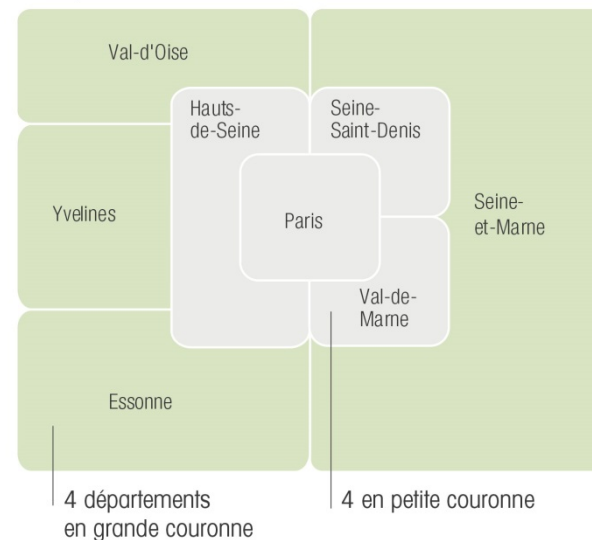 Val-d'Oise
Hauts-
de-Seine
Seine-
Saint-Denis
Yvelines
Paris
Seine-
et-Marne
Val-de-
Marne
Essonne
4 départements
en grande couronne
4 en petite couronne